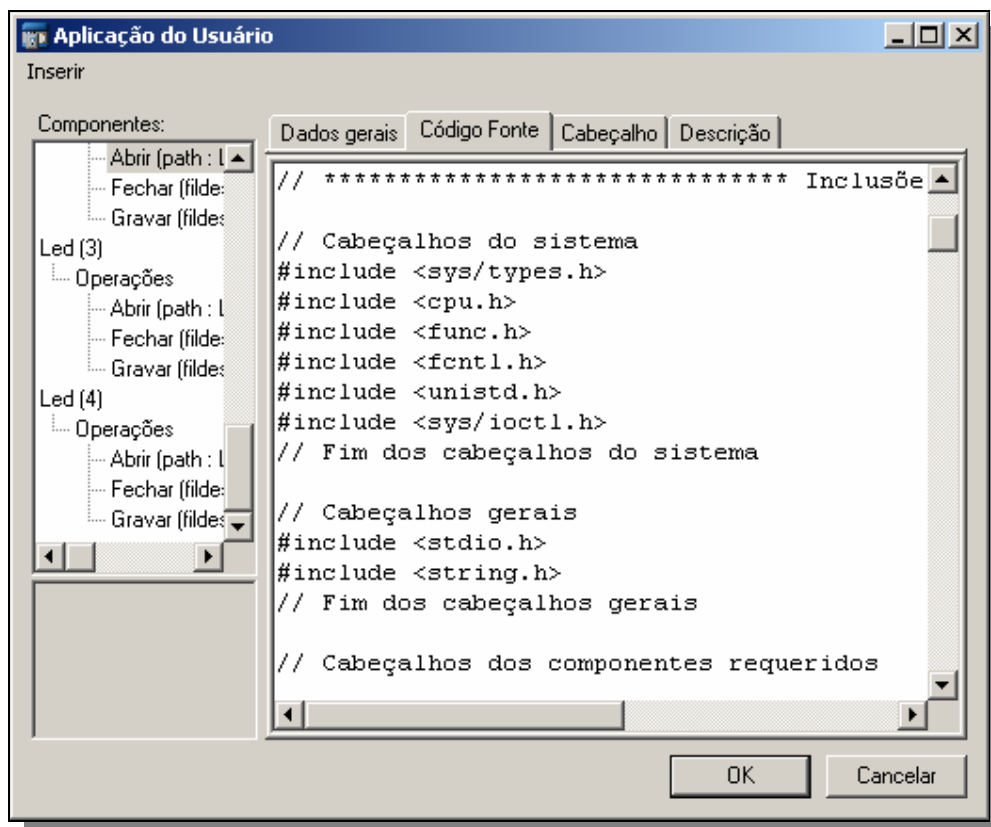 Aplicação do Usuário
Inserir
Componentes:
Abrir (path : L
Fechar (filde
Gravar (fildes
Led (3)
Operações
Abrir (path : L
Fechar (filde
Gravar (fildes
Led (4)
Operações
Abrir (path : L
Fechar (filde
Gravar (fildes
Dados gerais Código Fonte Cabeçalho Descrição
// ******************************* Inclusõe
// Cabeçalhos do sistema
#include <sys/types.h>
#include <cpu.h>
#include <func.h>
#include <fcntl.h>
#include <unistd.h>
#include <sys/ioctl.h>
// Fim dos cabeçalhos do sistema
// Cabeçalhos gerais
#include <stdio.h>
#include <string.h>
// Fim dos cabeçalhos gerais
// Cabeçalhos dos componentes requeridos
OK Cancelar